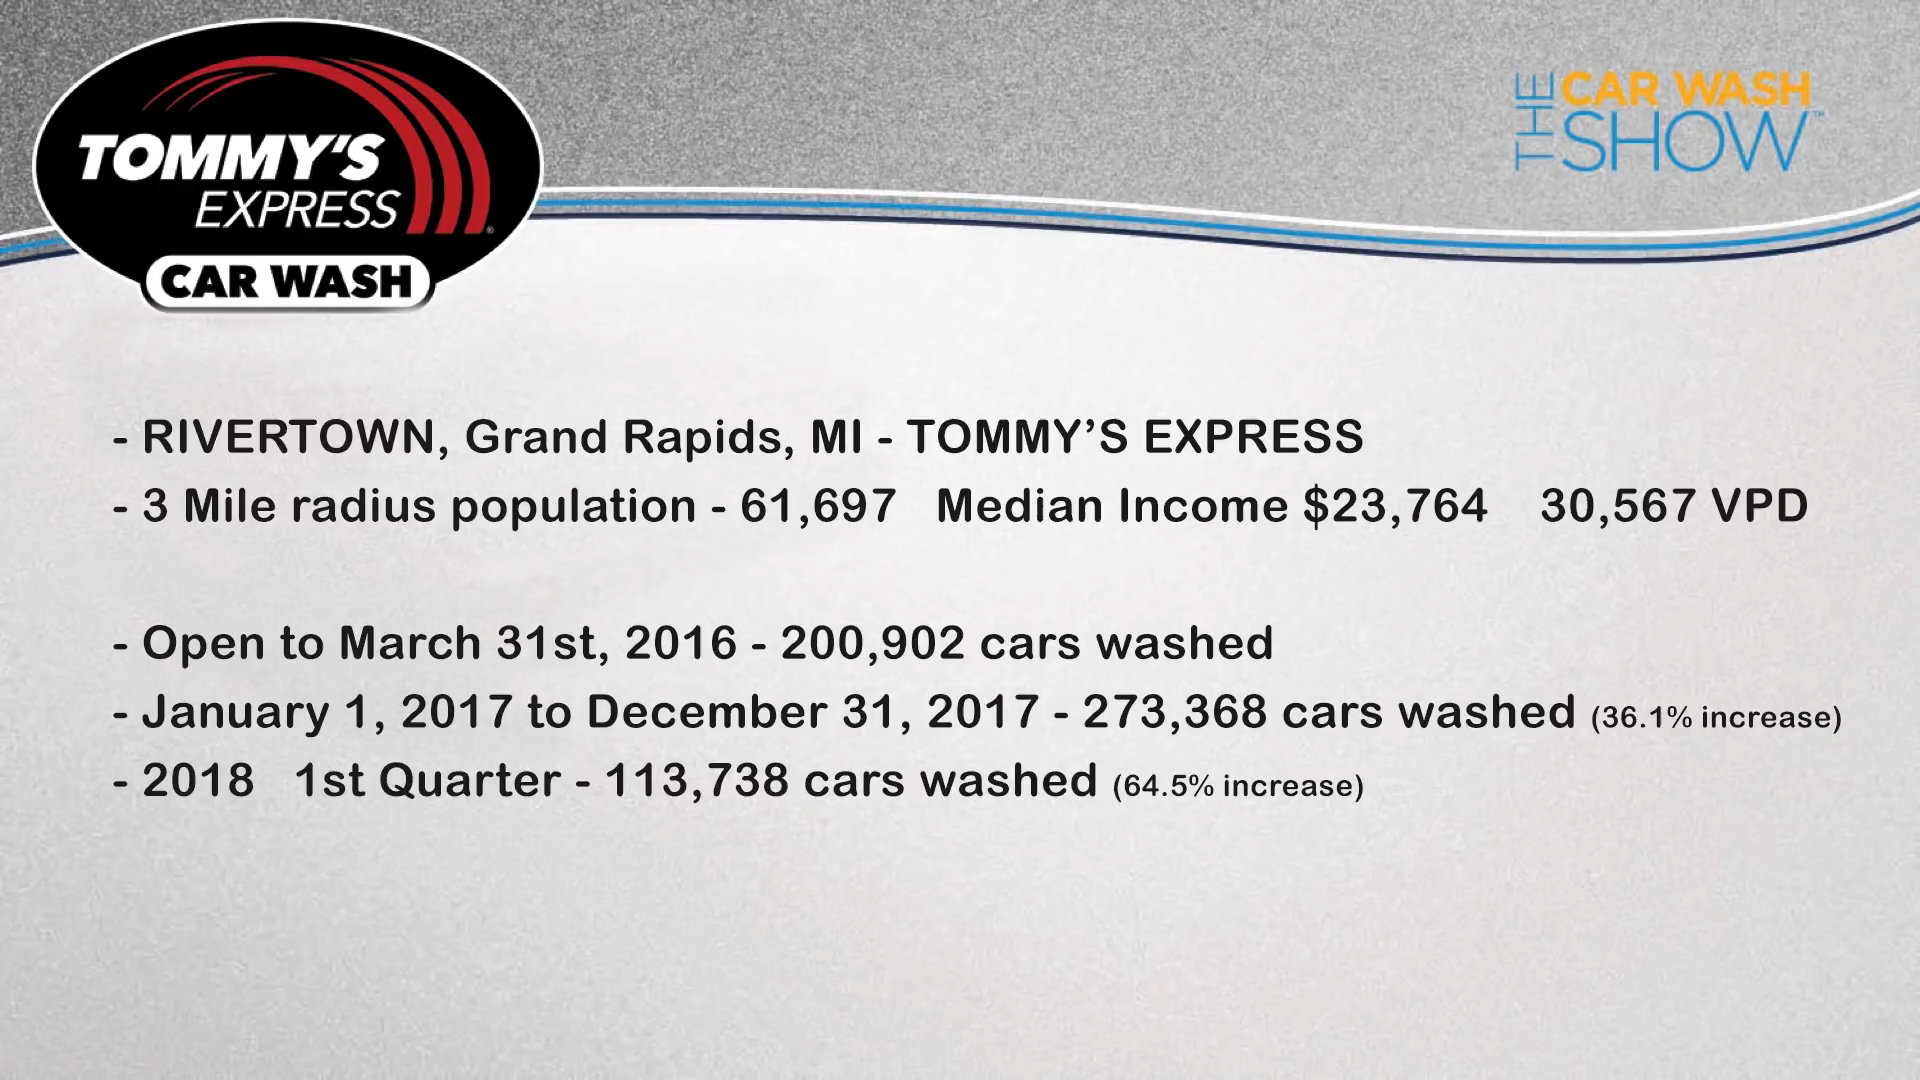 TOMMY'S
EXPRESS
®
CAR WASH
THE CAR WASH
SHOW™
- RIVERTOWN, Grand Rapids, MI - TOMMY’S EXPRESS
- 3 Mile radius population - 61,697   Median Income $23,764    30,567 VPD
- Open to March 31st, 2016 - 200,902 cars washed
- January 1, 2017 to December 31, 2017 - 273,368 cars washed (36.1% increase)
- 2018   1st Quarter - 113,738 cars washed (64.5% increase)